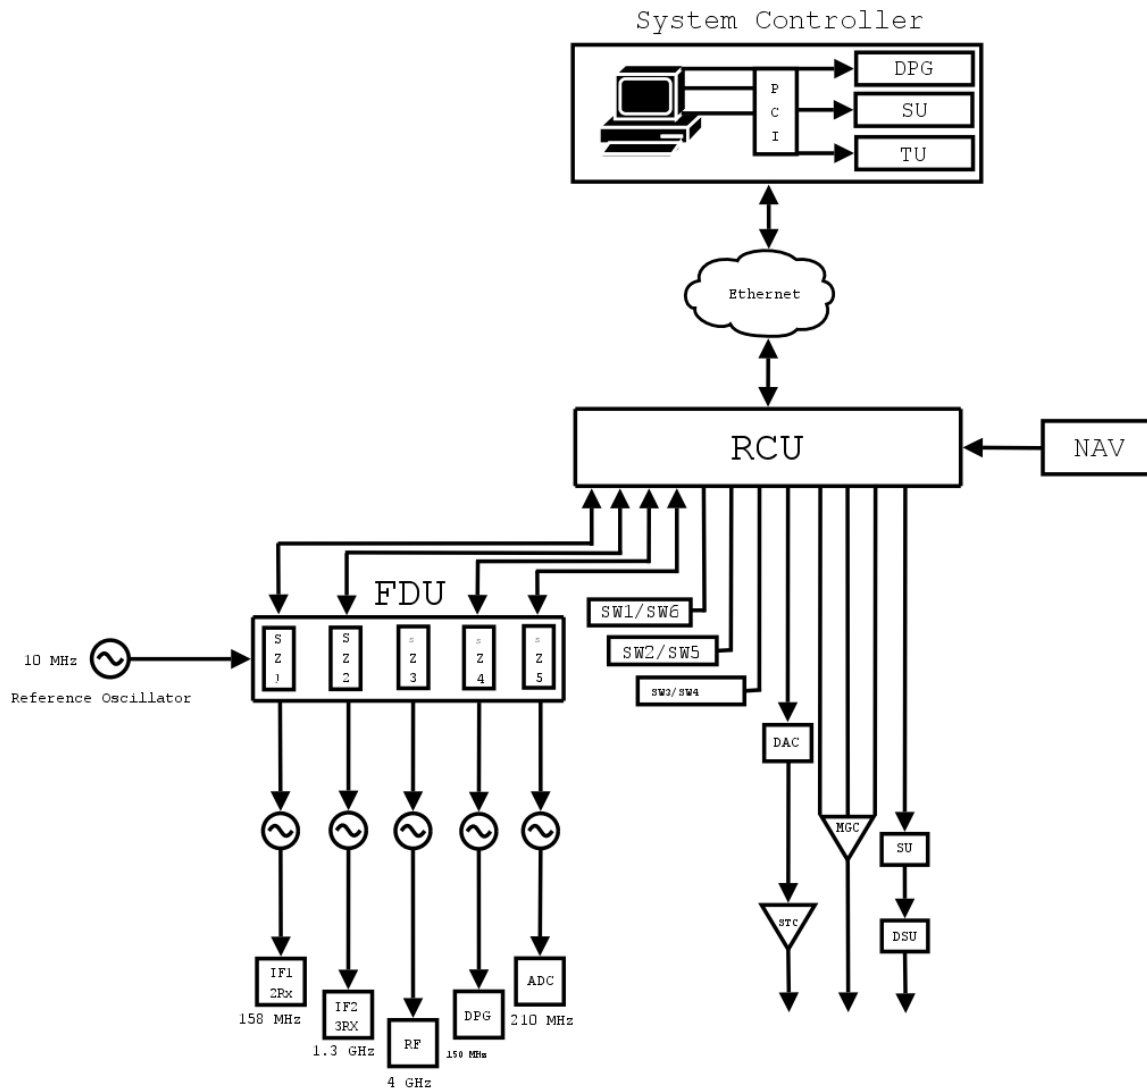 System Controller
DPG
P
C
I
SU
TU
Ethernet
RCU
NAV
FDU
SW1/SW6
SW2/SW5
SW3/SW4
10 MHz
Reference Oscillator
S
Z
1
S
Z
2
s
Z
3
s
Z
4
s
Z
5
DAC
MGC
SU
STC
DSU
IF1
2Rx
158 MHz
IF2
3RX
1.3 GHz
RF
4 GHz
DPG
150 MHz
ADC
210 MHz